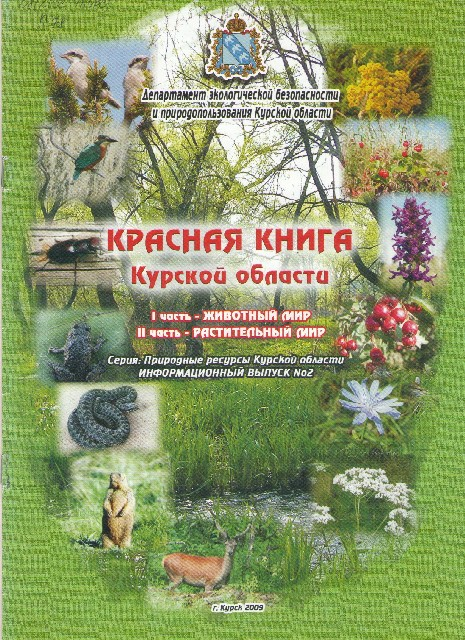 Департамент экологической безопасности
и природопользования Курской области
КРАСНАЯ КНИГА
Курской области
I часть - ЖИВОТНЫЙ МИР
II часть - РАСТИТЕЛЬНЫЙ МИР
Серия: Природные ресурсы Курской области
ИНФОРМАЦИОННЫЙ ВЫПУСК №2
г. Курск 2009